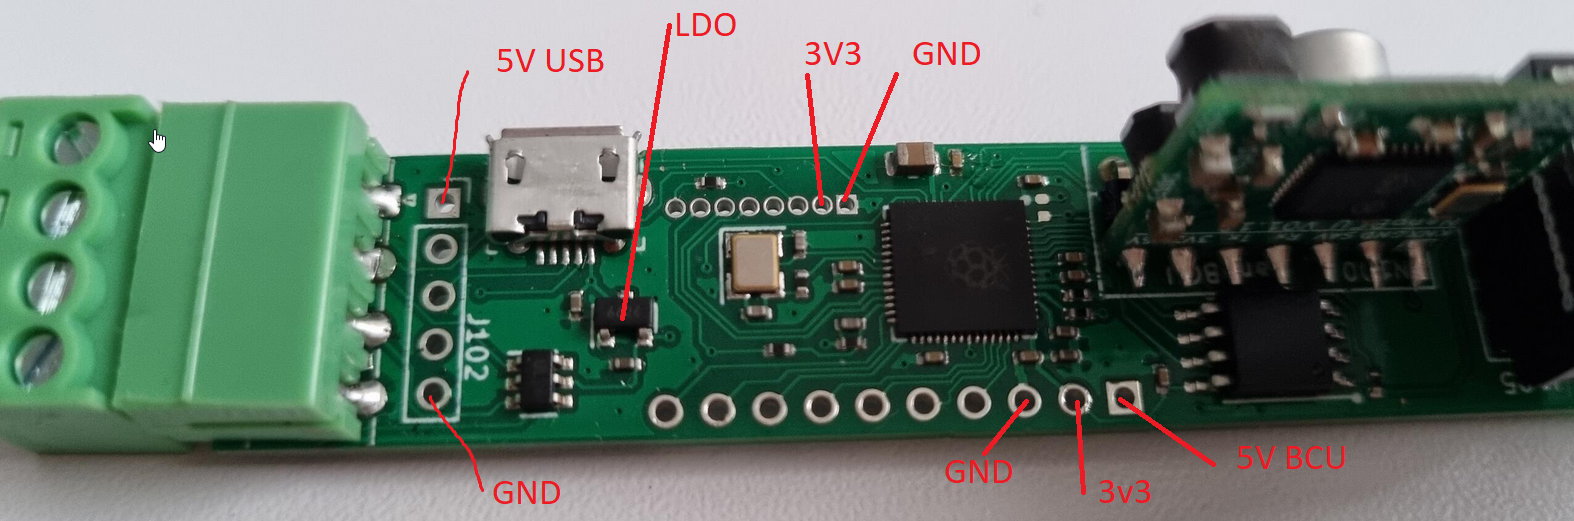 LDO
5V USB
3V3
GND
J102
GND
GND
3v3
5V BCU